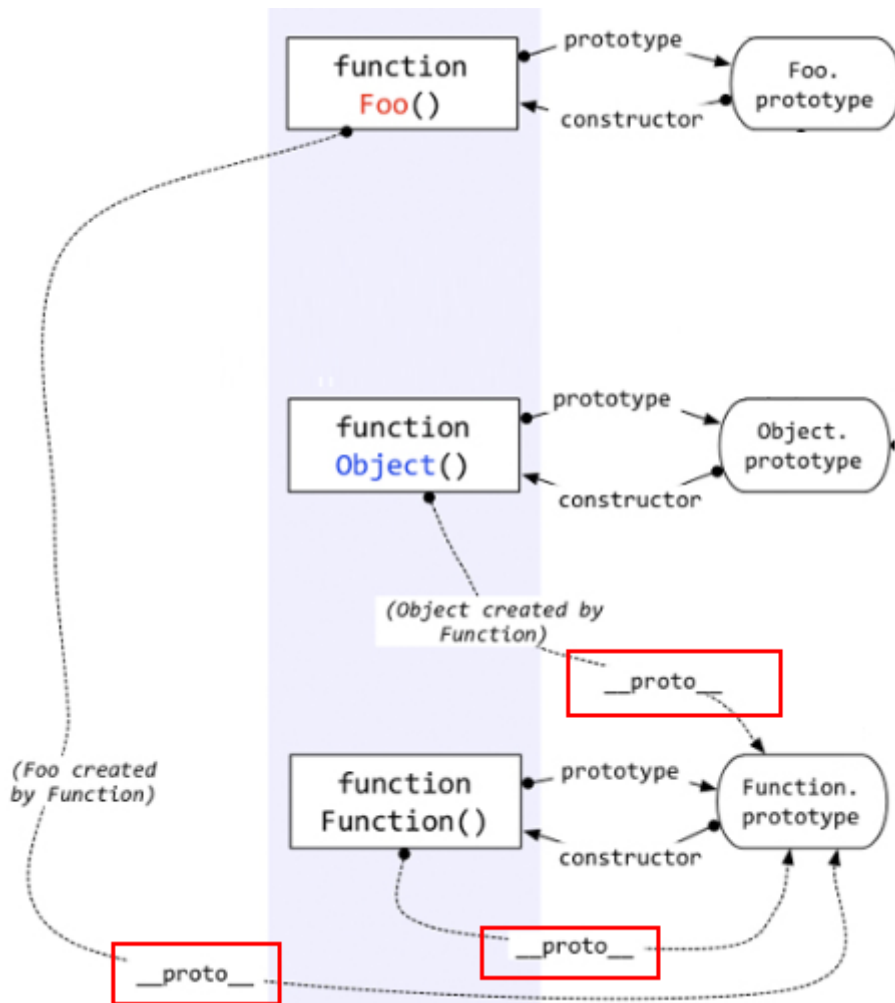 prototype
function
Foo()
Foo.
prototype
constructor
prototype
function
Object()
Object.
prototype
constructor
(Object created by
Function)
__proto__
(Foo created
by Function)
prototype
function
Function()
Function.
prototype
constructor
__proto__
__proto__